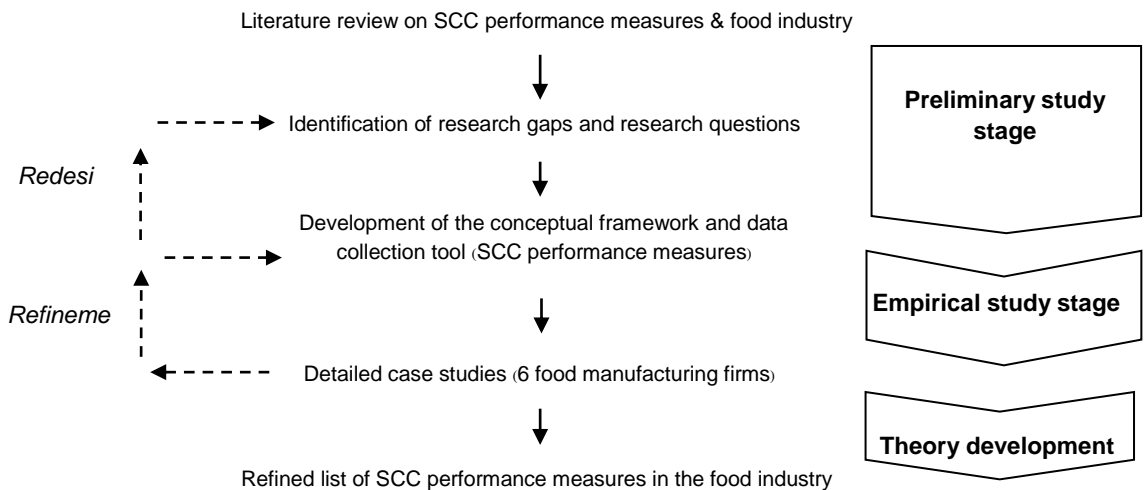 Literature review on SCC performance measures & food industry
Preliminary study
stage
Identification of research gaps and research questions
Redesi
Development of the conceptual framework and data
collection tool (SCC performance measures)
Empirical study stage
Refineme
Detailed case studies (6 food manufacturing firms)
Theory development
Refined list of SCC performance measures in the food industry